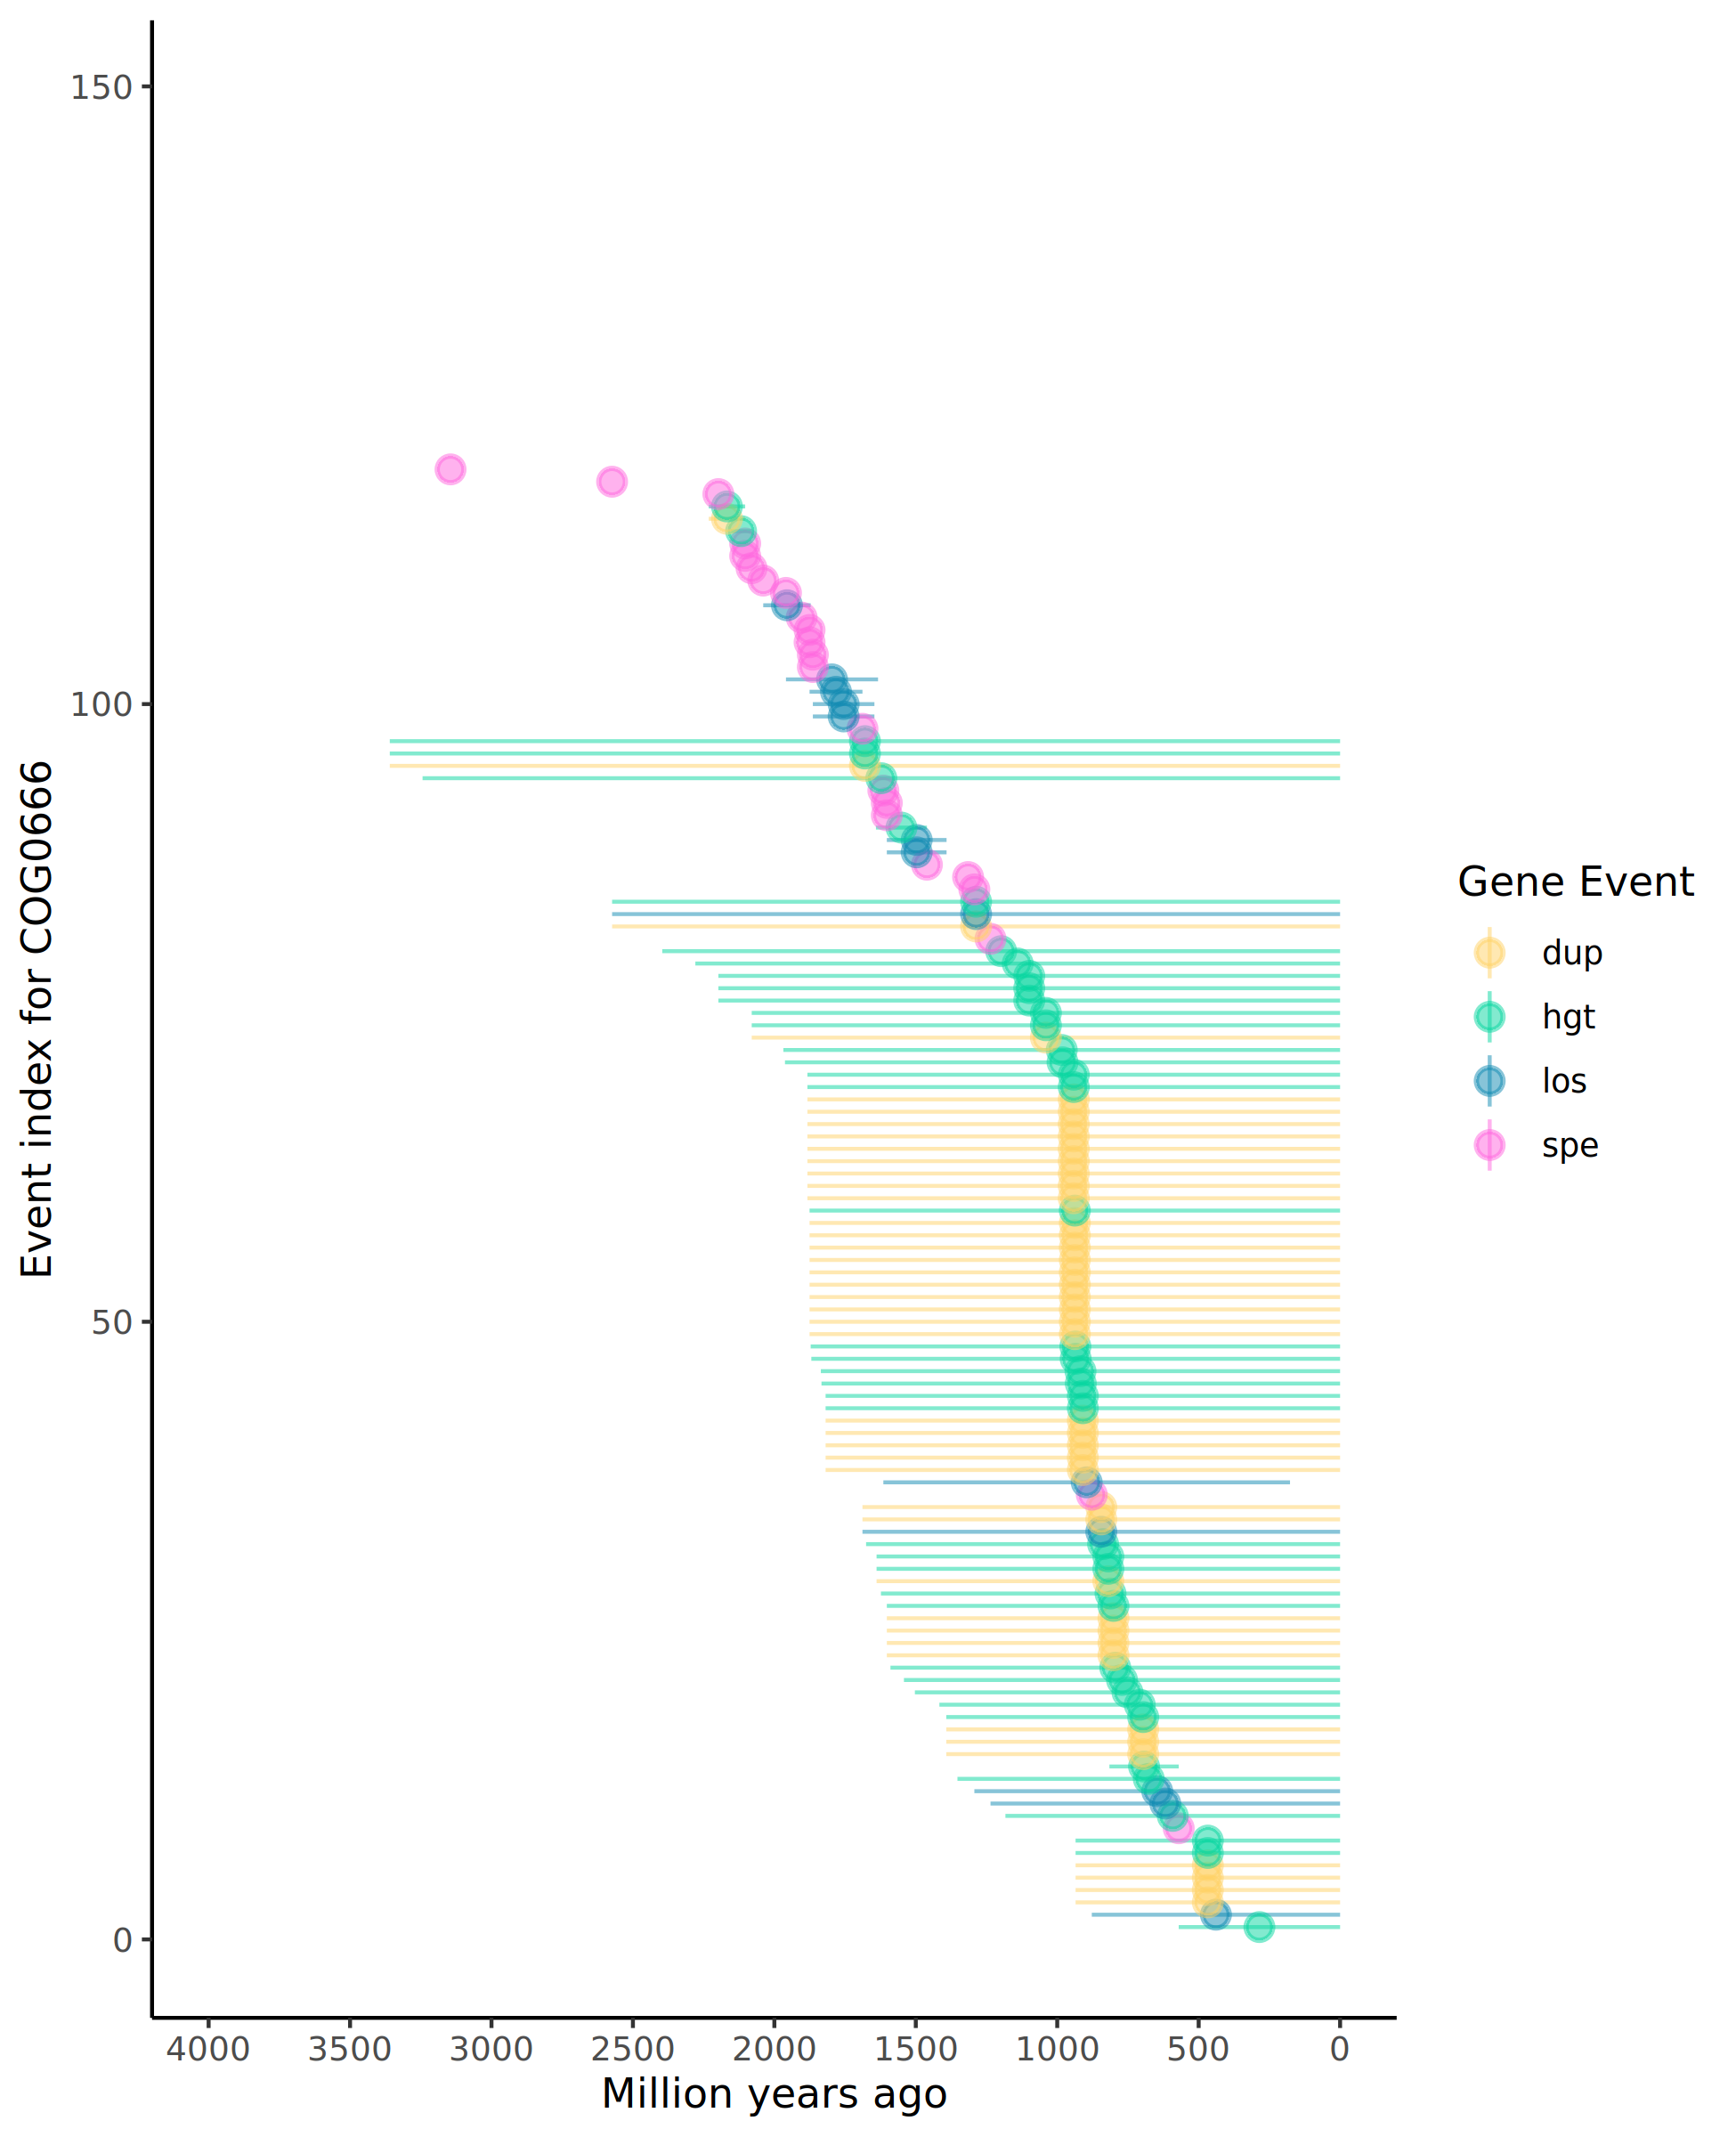 Event index for COG0666
150
100
50
0
4000 3500 3000 2500 2000 1500 1000 500 0
Million years ago
Gene Event
dup
hgt
los
spe